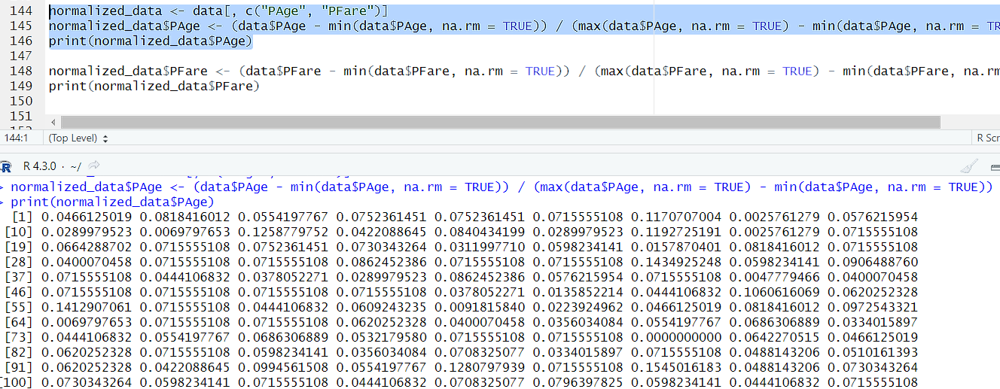 144 normalized_data <- data[, c("PAge", "PFare")]
145 normalized_data$PAge <- (data$PAge - min(data$PAge, na.rm = TRUE)) / (max(data$PAge, na.rm = TRUE) - min(data$PAge, na.rm = TR
146 print(normalized_data$PAge)
147
148 normalized_data$PFare <- (data$PFare - min(data$PFare, na.rm = TRUE)) / (max(data$PFare, na.rm = TRUE) - min(data$PFare, na.rm
149 print(normalized_data$PFare)
150
151
144:1 (Top Level) R Scr
R R 4.3.0 · ~/
> normalized_data$PAge <- (data$PAge - min(data$PAge, na.rm = TRUE)) / (max(data$PAge, na.rm = TRUE) - min(data$PAge, na.rm = TRUE))
> print(normalized_data$PAge)
[1] 0.0466125019 0.0818416012 0.0554197767 0.0752361451 0.0752361451 0.0715555108 0.1170707004 0.0025761279 0.0576215954
[10] 0.0289979523 0.0069797653 0.1258779752 0.0422088645 0.0840434199 0.0289979523 0.1192725191 0.0025761279 0.0715555108
[19] 0.0664288702 0.0715555108 0.0752361451 0.0730343264 0.0311997710 0.0598234141 0.0157870401 0.0818416012 0.0715555108
[28] 0.0400070458 0.0715555108 0.0715555108 0.0862452386 0.0715555108 0.0715555108 0.1434925248 0.0598234141 0.0906488760
[37] 0.0715555108 0.0444106832 0.0378052271 0.0289979523 0.0862452386 0.0576215954 0.0715555108 0.0047779466 0.0400070458
[46] 0.0715555108 0.0715555108 0.0715555108 0.0715555108 0.0378052271 0.0135852214 0.0444106832 0.1060616069 0.0620252328
[55] 0.1412907061 0.0715555108 0.0444106832 0.0609243235 0.0091815840 0.0223924962 0.0466125019 0.0818416012 0.0972543321
[64] 0.0069797653 0.0715555108 0.0715555108 0.0620252328 0.0400070458 0.0356034084 0.0554197767 0.0686306889 0.0334015897
[73] 0.0444106832 0.0554197767 0.0686306889 0.0532179580 0.0715555108 0.0715555108 0.0000000000 0.0642270515 0.0466125019
[82] 0.0620252328 0.0715555108 0.0598234141 0.0356034084 0.0708325077 0.0334015897 0.0715555108 0.0488143206 0.0510161393
[91] 0.0620252328 0.0422088645 0.0994561508 0.0554197767 0.1280797939 0.0715555108 0.1545016183 0.0488143206 0.0730343264
[100] 0.0730343264 0.0598234141 0.0715555108 0.0444106832 0.0708325077 0.0796397825 0.0598234141 0.0444106832 0.0715555108